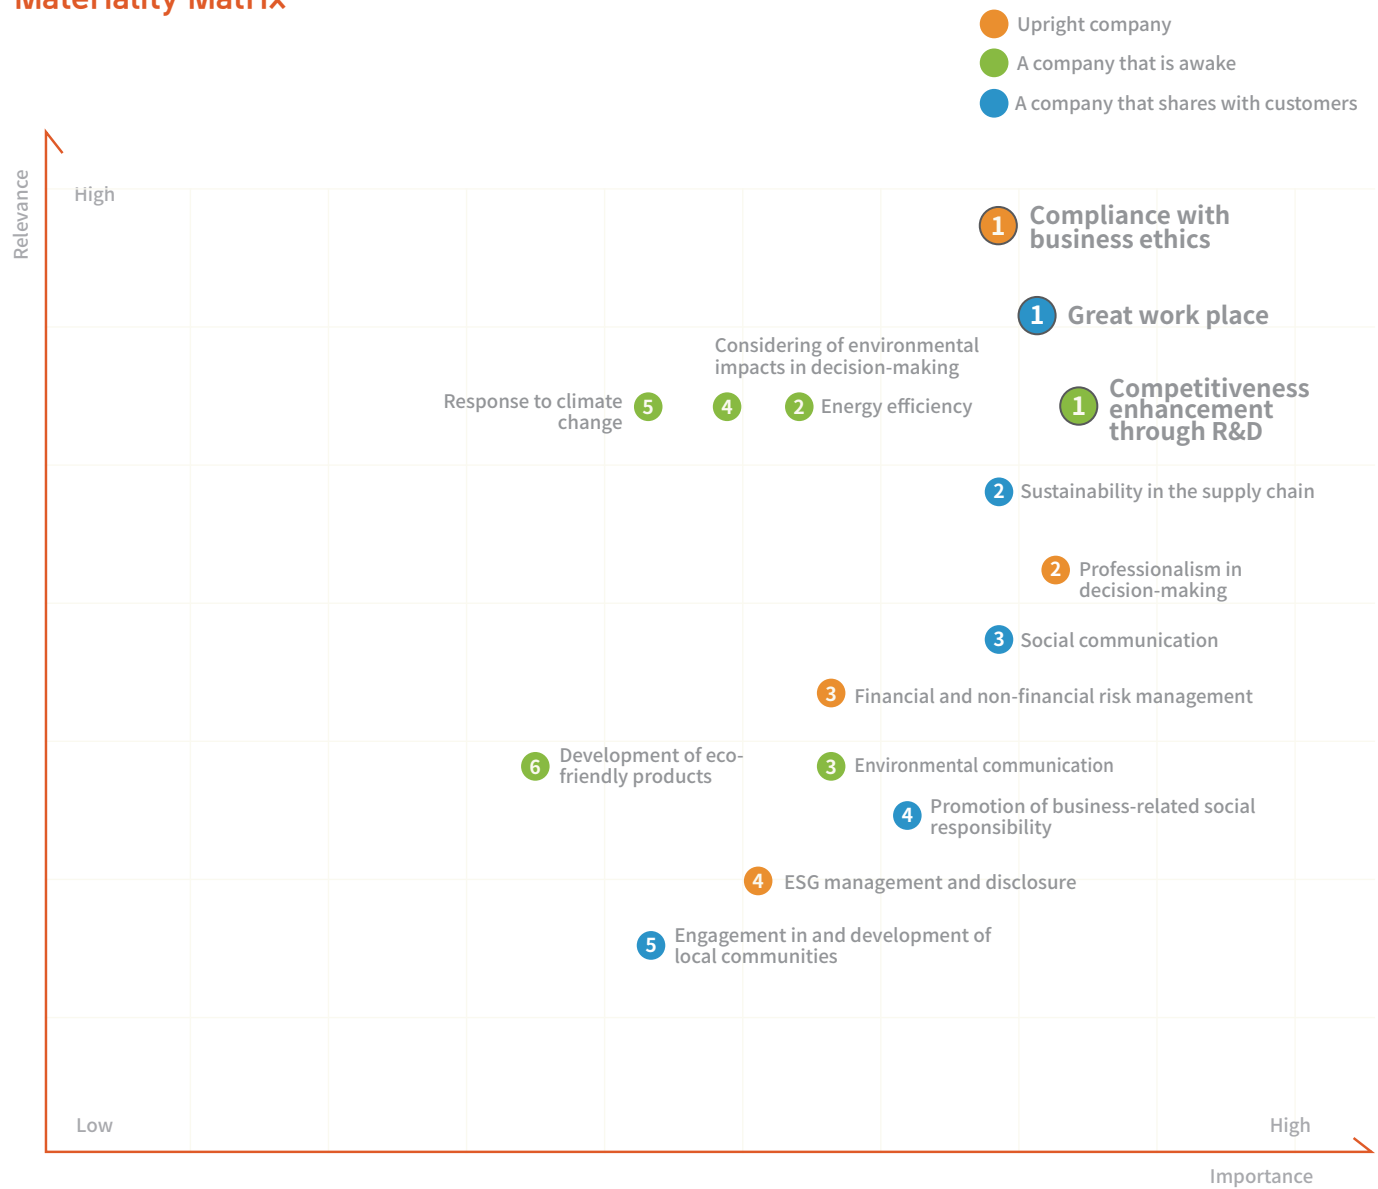 Materiality Matrix
Upright company
A company that is awake
A company that shares with customers
Relevance
High
1 Compliance with
business ethics
1 Great work place
Considering of environmental
impacts in decision-making
Response to climate
change
5
4
2 Energy efficiency
1 Competitiveness
enhancement
through R&D
2 Sustainability in the supply chain
2 Professionalism in
decision-making
3 Social communication
3 Financial and non-financial risk management
6 Development of eco-
friendly products
3 Environmental communication
4 Promotion of business-related social
responsibility
4 ESG management and disclosure
5 Engagement in and development of
local communities
Low
High
Importance